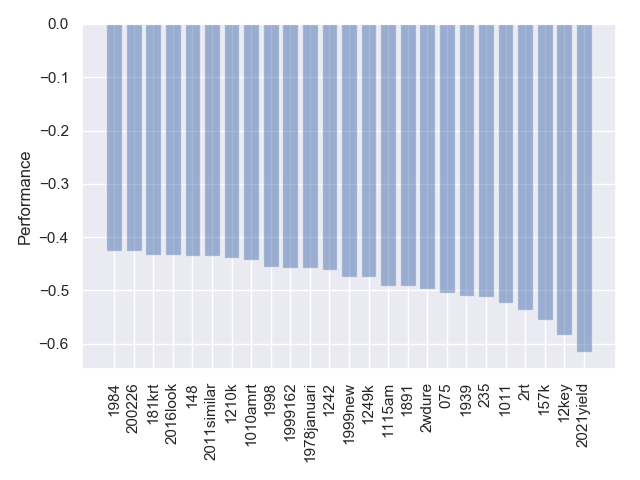 0.0
−0.1
−0.2
−0.3
−0.4
−0.5
−0.6
Performance
1984
200226
181krt
2016look
148
2011similar
1210k
1010amrt
1998
1999162
1978januari
1242
1999new
1249k
1115am
1891
2wdure
075
1939
235
1011
2rt
157k
12key
2021yield